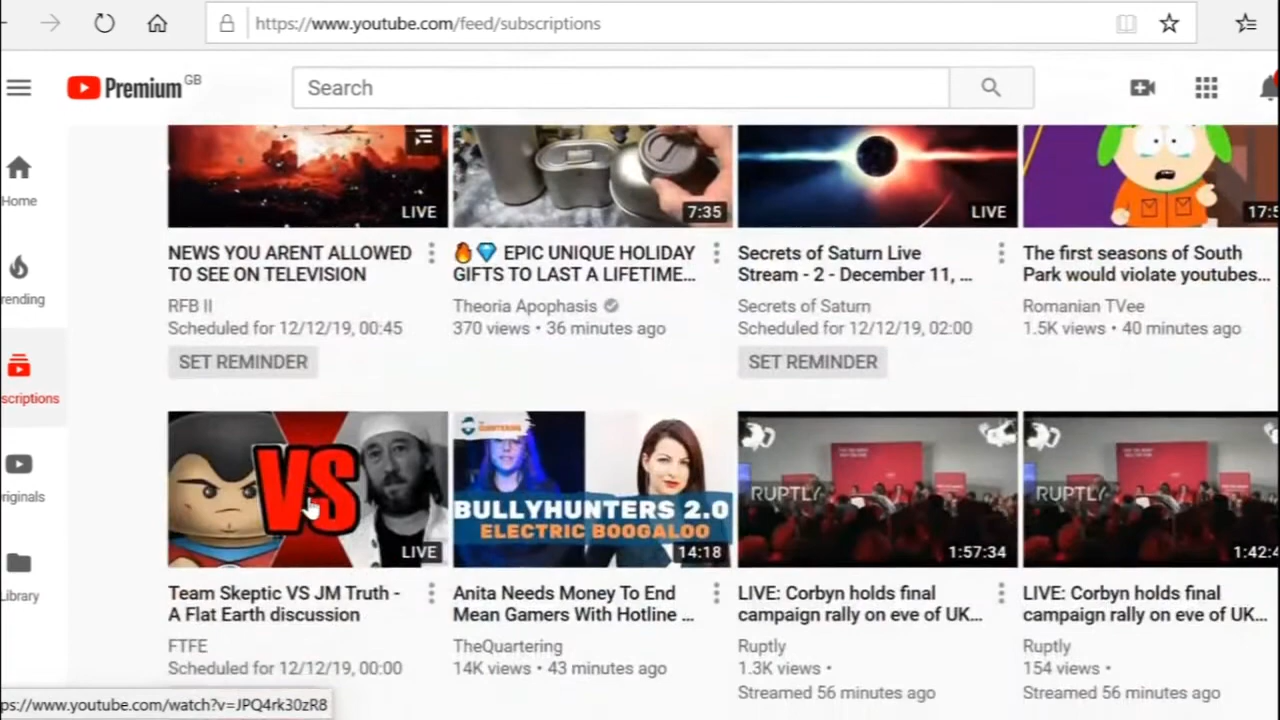 https://www.youtube.com/feed/subscriptions
Premium GB
Search
LIVE
7:35
LIVE
17:5
Home
NEWS YOU ARENT ALLOWED
TO SEE ON TELEVISION
RFB II
Scheduled for 12/12/19, 00:45
SET REMINDER
🔥💎 EPIC UNIQUE HOLIDAY
GIFTS TO LAST A LIFETIME...
Theoria Apophasis
370 views • 36 minutes ago
Secrets of Saturn Live
Stream - 2 - December 11, ...
Secrets of Saturn
Scheduled for 12/12/19, 02:00
SET REMINDER
The first seasons of South
Park would violate youtubes...
Romanian TVee
1.5K views • 40 minutes ago
rending
scriptions
riginals
Library
VS
LIVE
QUARTERING
BULLYHUNTERS 2.0
ELECTRIC BOOGALOO
14:18
RUPTLY
1:57:34
RUPTLY
1:42:4
Team Skeptic VS JM Truth -
A Flat Earth discussion
FTFE
Scheduled for 12/12/19, 00:00
Anita Needs Money To End
Mean Gamers With Hotline ...
TheQuartering
14K views • 43 minutes ago
LIVE: Corbyn holds final
campaign rally on eve of UK...
Ruptly
1.3K views •
Streamed 56 minutes ago
LIVE: Corbyn holds final
campaign rally on eve of UK...
Ruptly
154 views •
Streamed 56 minutes ago
ps://www.youtube.com/watch?v=JPQ4rk30zR8